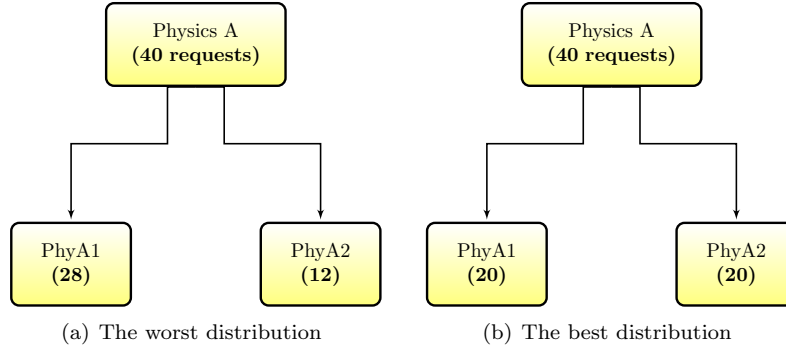 Physics A
(40 requests)
PhyA1
(28)
PhyA2
(12)
(a) The worst distribution
Physics A
(40 requests)
PhyA1
(20)
PhyA2
(20)
(b) The best distribution